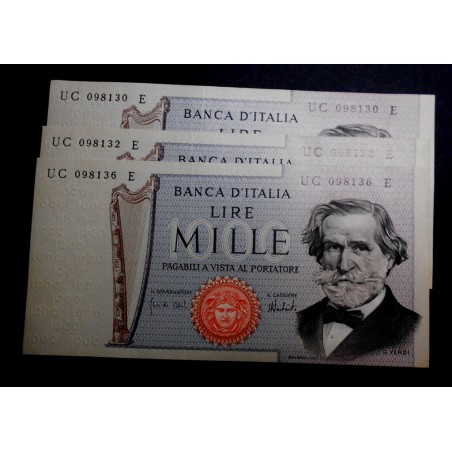 UC 098130 E
UC 098130 E
BANCA D'ITALIA
LIRE
UC 098132 E
UC 098132 E
BANCA D'ITALIA
UC 098136 E
UC 098136 E
BANCA D'ITALIA
LIRE
1000
MILLE
PAGABILI A VISTA AL PORTATORE
IL GOVERNATORE
IL CASSIERE
G. VERDI